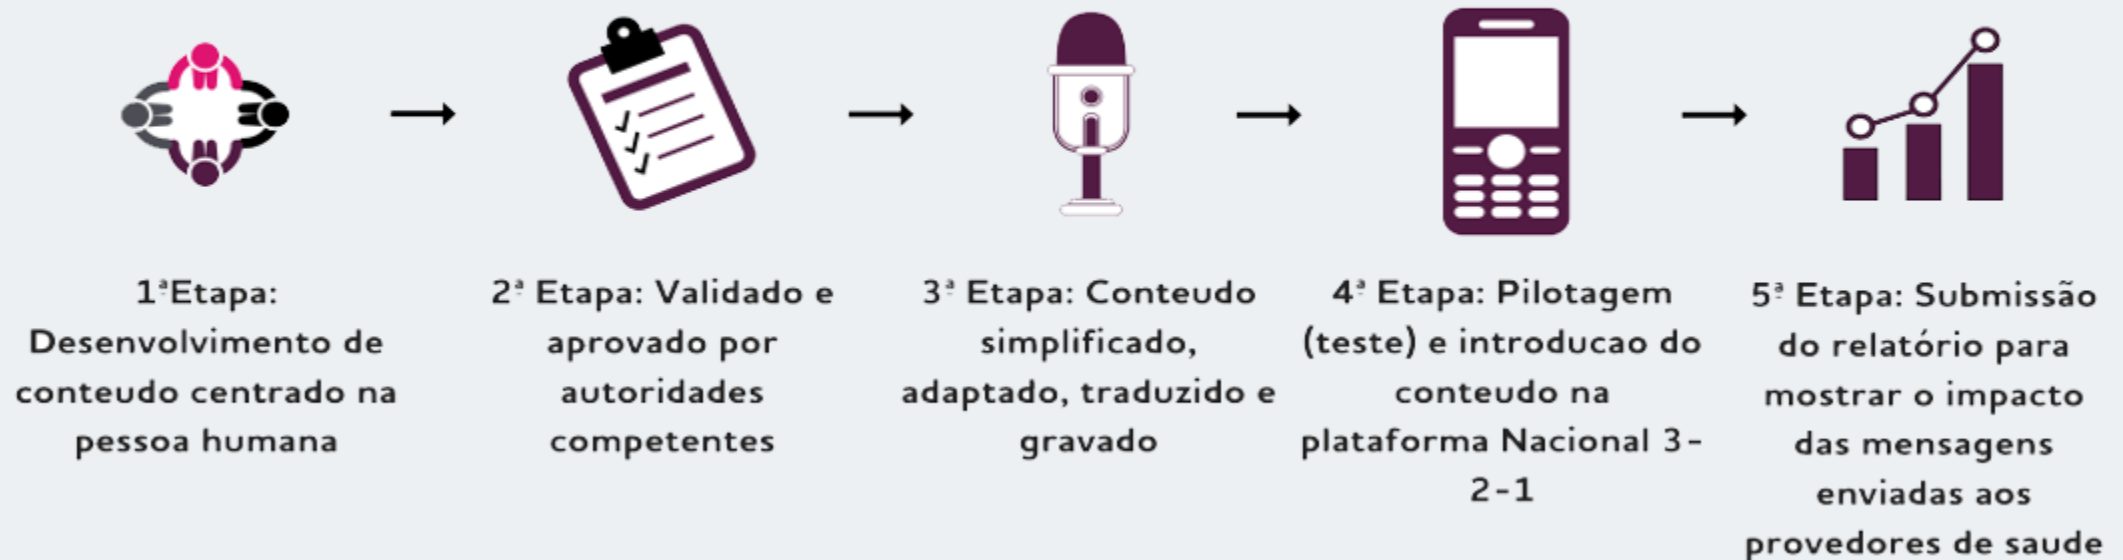 1ªEtapa:
Desenvolvimento de
conteudo centrado na
pessoa humana
2ª Etapa: Validado e
aprovado por
autoridades
competentes
3ª Etapa: Conteudo
simplificado,
adaptado, traduzido e
gravado
4ª Etapa: Pilotagem
(teste) e introducao do
conteudo na
plataforma Nacional 3-
2-1
5ª Etapa: Submissão
do relatório para
mostrar o impacto
das mensagens
enviadas aos
provedores de saude